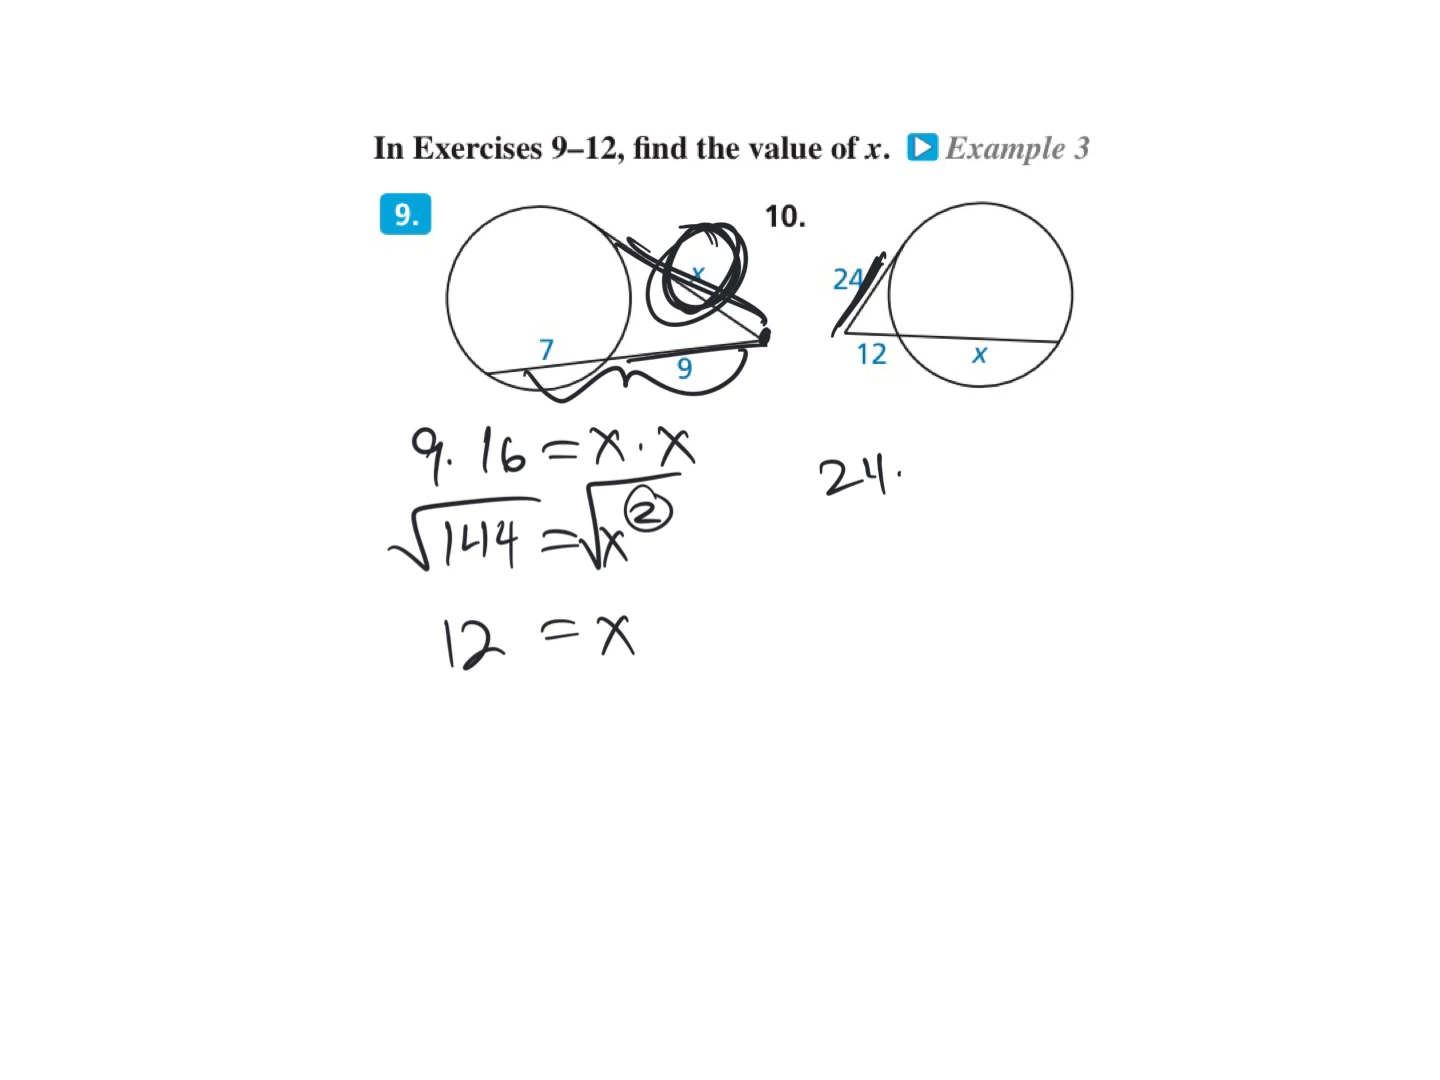 In Exercises 9–12, find the value of x. Example 3
9.
x
7
9
10.
24
12
x
9. 16 = x · x
√144 = √x²
12 = x
24.